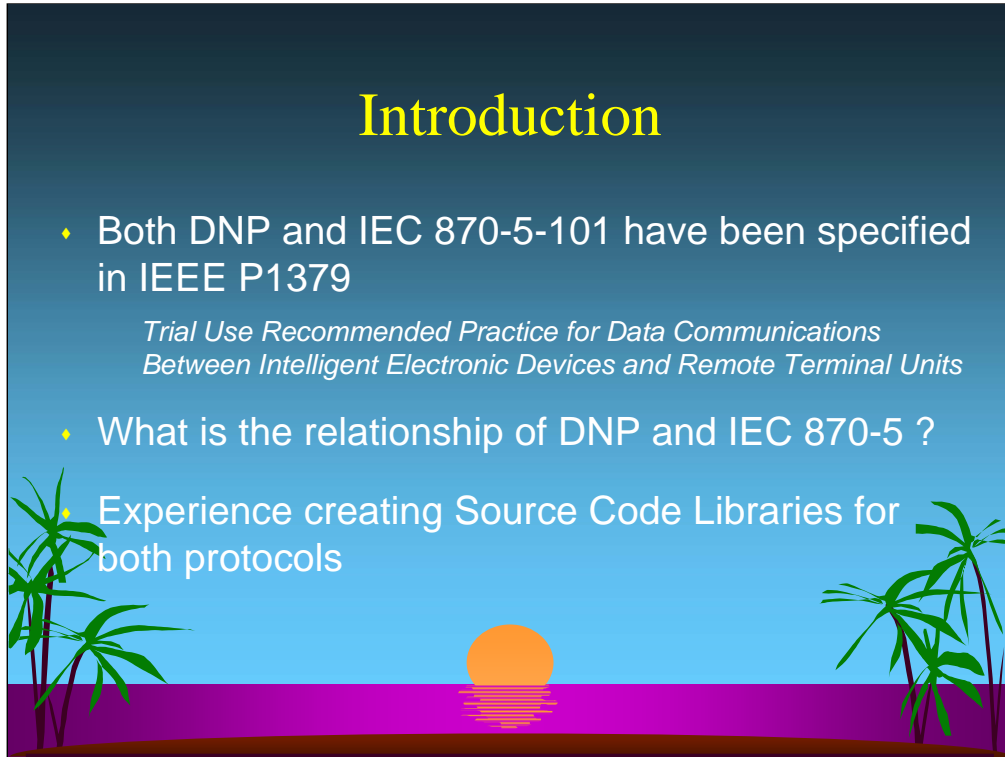 Introduction
Both DNP and IEC 870-5-101 have been specified
in IEEE P1379
Trial Use Recommended Practice for Data Communications
Between Intelligent Electronic Devices and Remote Terminal Units
What is the relationship of DNP and IEC 870-5 ?
Experience creating Source Code Libraries for
both protocols